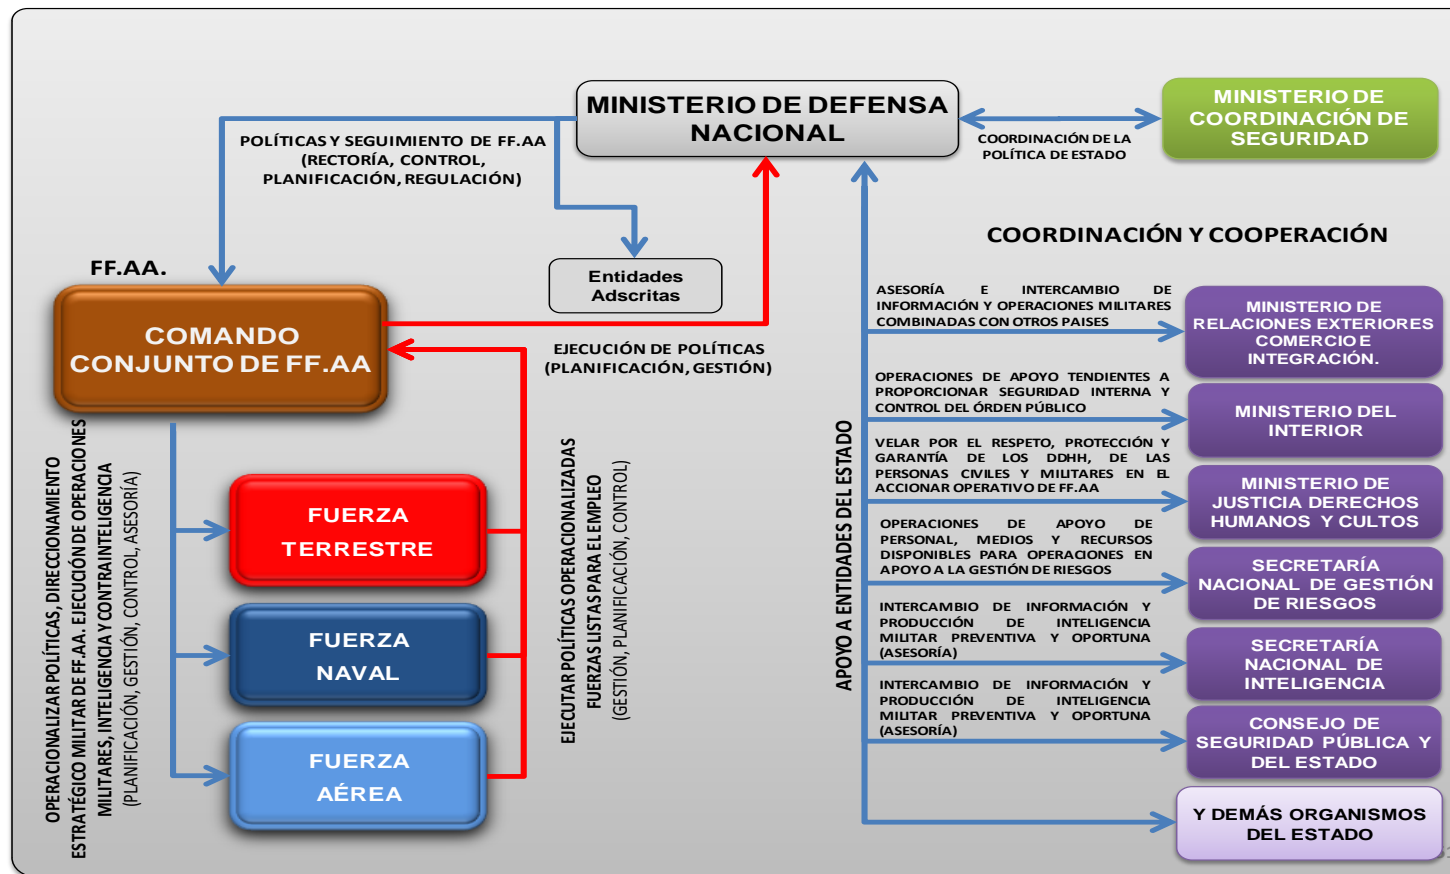 MINISTERIO DE DEFENSA
NACIONAL
MINISTERIO DE
COORDINACIÓN DE
SEGURIDAD
COORDINACIÓN DE LA
POLÍTICA DE ESTADO
POLÍTICAS Y SEGUIMIENTO DE FF.AA
(RECTORÍA, CONTROL,
PLANIFICACIÓN, REGULACIÓN)
Entidades
Adscritas
FF.AA.
COMANDO
CONJUNTO DE FF.AA
EJECUCIÓN DE POLÍTICAS
(PLANIFICACIÓN, GESTIÓN)
OPERACIONALIZAR POLÍTICAS, DIRECCIONAMIENTO
ESTRATÉGICO MILITAR DE FF.AA. EJECUCIÓN DE OPERACIONES
MILITARES, INTELIGENCIA Y CONTRAINTELIGENCIA
(PLANIFICACIÓN, GESTIÓN, CONTROL, ASESORÍA)
FUERZA
TERRESTRE
FUERZA
NAVAL
FUERZA
AÉREA
EJECUTAR POLÍTICAS OPERACIONALIZADAS
FUERZAS LISTAS PARA EL EMPLEO
(GESTIÓN, PLANIFICACIÓN, CONTROL)
APOYO A ENTIDADES DEL ESTADO
COORDINACIÓN Y COOPERACIÓN
ASESORÍA E INTERCAMBIO DE
INFORMACIÓN Y OPERACIONES MILITARES
COMBINADAS CON OTROS PAISES
MINISTERIO DE
RELACIONES EXTERIORES
COMERCIO E
INTEGRACIÓN.
OPERACIONES DE APOYO TENDIENTES A
PROPORCIONAR SEGURIDAD INTERNA Y
CONTROL DEL ÓRDEN PÚBLICO
MINISTERIO DEL
INTERIOR
VELAR POR EL RESPETO, PROTECCIÓN Y
GARANTÍA DE LOS DDHH, DE LAS
PERSONAS CIVILES Y MILITARES EN EL
ACCIONAR OPERATIVO DE FF.AA
MINISTERIO DE
JUSTICIA DERECHOS
HUMANOS Y CULTOS
OPERACIONES DE APOYO DE
PERSONAL, MEDIOS Y RECURSOS
DISPONIBLES PARA OPERACIONES EN
APOYO A LA GESTIÓN DE RIESGOS
SECRETARÍA
NACIONAL DE GESTIÓN
DE RIESGOS
INTERCAMBIO DE INFORMACIÓN Y
PRODUCCIÓN DE INTELIGENCIA
MILITAR PREVENTIVA Y OPORTUNA
(ASESORÍA)
SECRETARÍA
NACIONAL DE
INTELIGENCIA
INTERCAMBIO DE INFORMACIÓN Y
PRODUCCIÓN DE INTELIGENCIA
MILITAR PREVENTIVA Y OPORTUNA
(ASESORÍA)
CONSEJO DE
SEGURIDAD PÚBLICA Y
DEL ESTADO
Y DEMÁS ORGANISMOS
DEL ESTADO